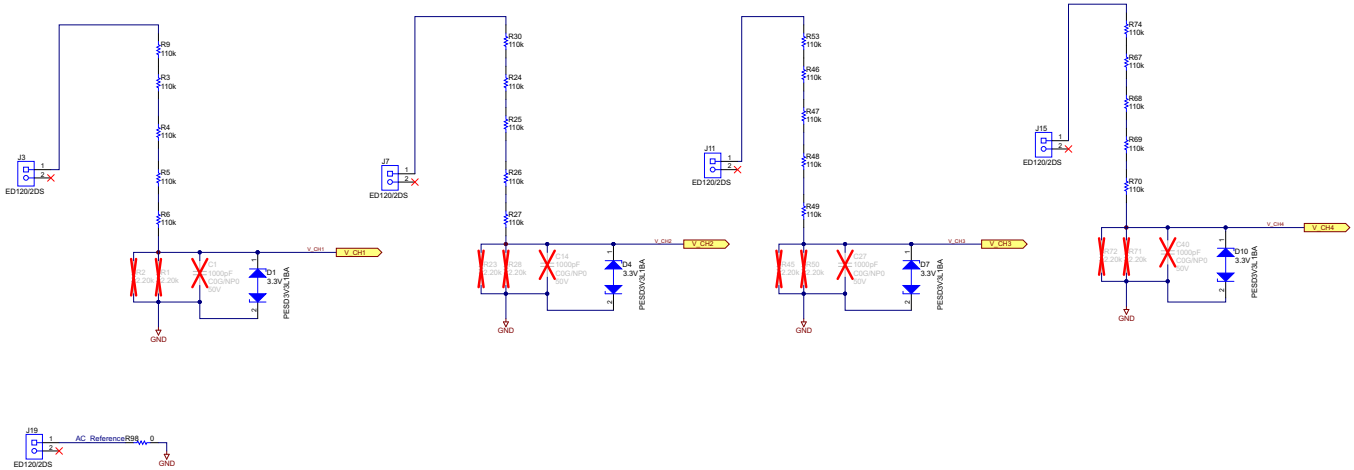 J3
1
2
ED120/2DS
R9
110k
R3
110k
R4
110k
R5
110k
R6
110k
R2
2.20k
R1
2.20k
C1
1000pF
C0G/NP0
50V
1
D1
3.3V
2
PESD3V3L1BA
V_CH1
V_CH1
GND
J7
1
2
ED120/2DS
R30
110k
R24
110k
R25
110k
R26
110k
R27
110k
R23
2.20k
R28
2.20k
C14
1000pF
C0G/NP0
50V
1
D4
3.3V
2
PESD3V3L1BA
V_CH2
V_CH2
GND
J11
1
2
ED120/2DS
R53
110k
R46
110k
R47
110k
R48
110k
R49
110k
R45
2.20k
R50
2.20k
C27
1000pF
C0G/NP0
50V
1
D7
3.3V
2
PESD3V3L1BA
V_CH3
V_CH3
GND
J15
1
2
ED120/2DS
R74
110k
R67
110k
R68
110k
R69
110k
R70
110k
R72
2.20k
R71
2.20k
C40
1000pF
C0G/NP0
50V
1
D10
3.3V
2
PESD3V3L1BA
V_CH4
V_CH4
GND
J19
1
2
ED120/2DS
AC_Reference
R98
0
GND